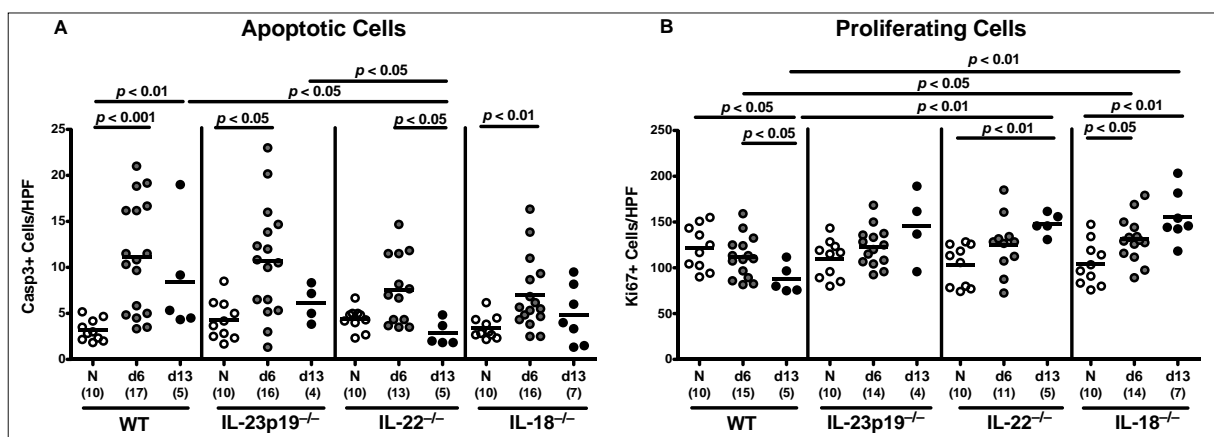 A Apoptotic Cells
p < 0.05
p < 0.01 p < 0.05
p < 0.001 p < 0.05 p < 0.05 p < 0.01
25
20
15
10
5
0
Casp3+ Cells/HPF
N d6 d13 N d6 d13 N d6 d13 N d6 d13
(10) (17) (5) (10) (16) (4) (10) (13) (5) (10) (16) (7)
WT IL-23p19–/– IL-22–/– IL-18–/–
B Proliferating Cells
p < 0.01
p < 0.05
p < 0.05 p < 0.01 p < 0.01
p < 0.05 p < 0.01 p < 0.05
250
200
150
100
50
0
Ki67+ Cells/HPF
N d6 d13 N d6 d13 N d6 d13 N d6 d13
(10) (15) (5) (10) (14) (4) (10) (11) (5) (10) (14) (7)
WT IL-23p19–/– IL-22–/– IL-18–/–